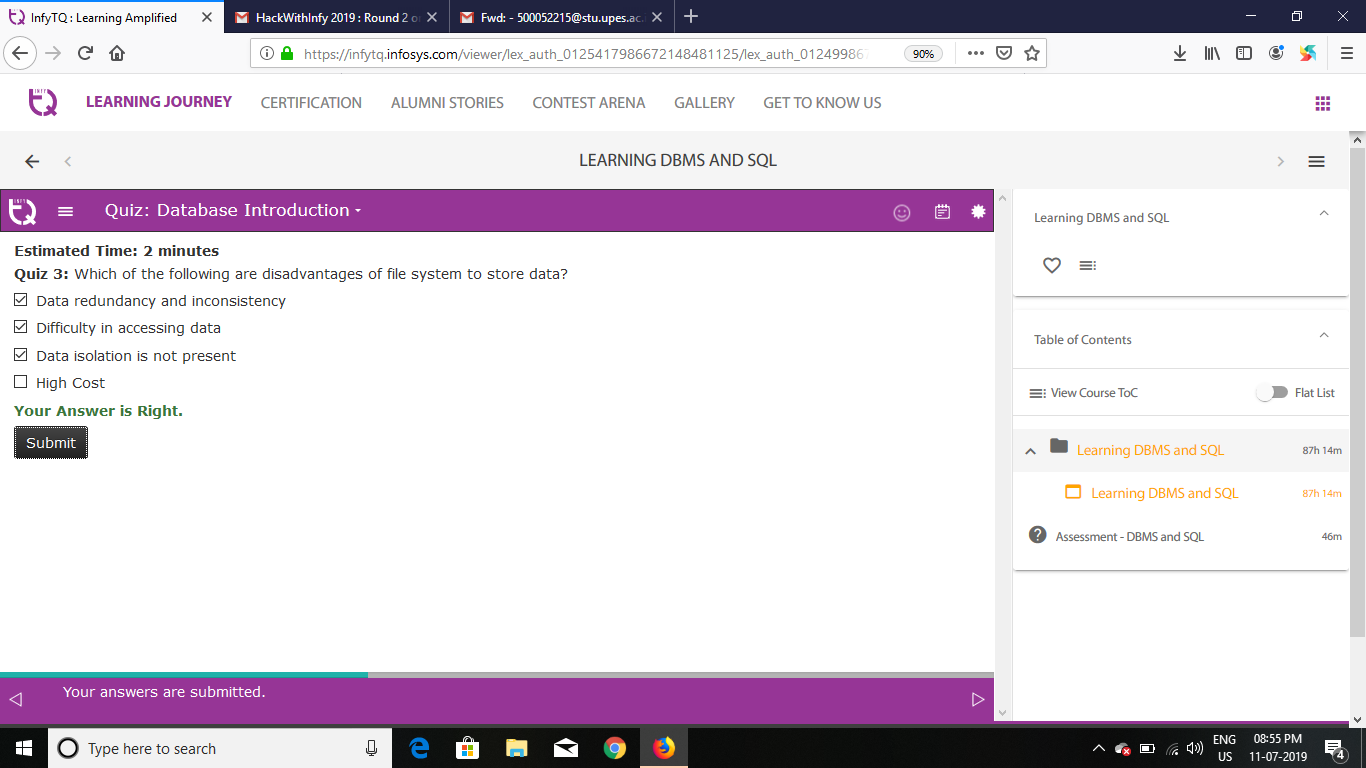 InfyTQ : Learning Amplified
HackWithInfy 2019 : Round 2 o
Fwd: - 500052215@stu.upes.ac.
https://infytq.infosys.com/viewer/lex_auth_0125417986672148481125/lex_auth_01249986
90%
LEARNING JOURNEY
CERTIFICATION
ALUMNI STORIES
CONTEST ARENA
GALLERY
GET TO KNOW US
LEARNING DBMS AND SQL
Quiz: Database Introduction
Estimated Time: 2 minutes
Quiz 3: Which of the following are disadvantages of file system to store data?
Data redundancy and inconsistency
Difficulty in accessing data
Data isolation is not present
High Cost
Your Answer is Right.
Submit
Your answers are submitted.
Learning DBMS and SQL
Table of Contents
View Course ToC
Flat List
Learning DBMS and SQL 87h 14m
Learning DBMS and SQL 87h 14m
Assessment - DBMS and SQL 46m
Type here to search
ENG
US
08:55 PM
11-07-2019
4